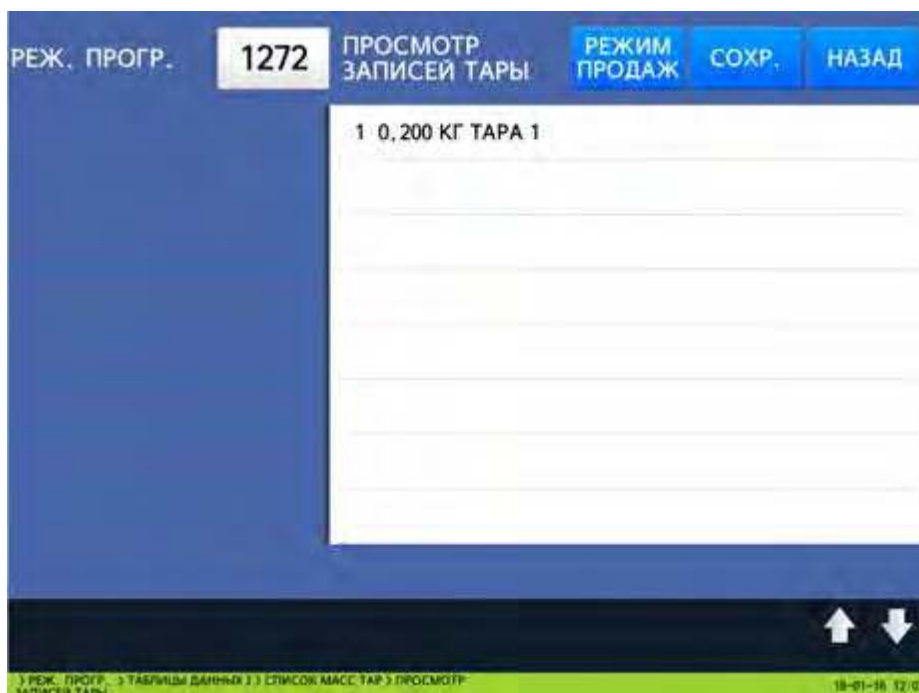 РЕЖ. ПРОГР.
1272
ПРОСМОТР
ЗАПИСЕЙ ТАРЫ
РЕЖИМ
ПРОДАЖ
СОХР.
НАЗАД
1 0,200 КГ ТАРА 1
> РЕЖ. ПРОГР. > ТАБЛИЦЫ ДАННЫХ > СПИСОК МАСС ТАР > ПРОСМОТР
ЗАПИСЕЙ ТАРЫ